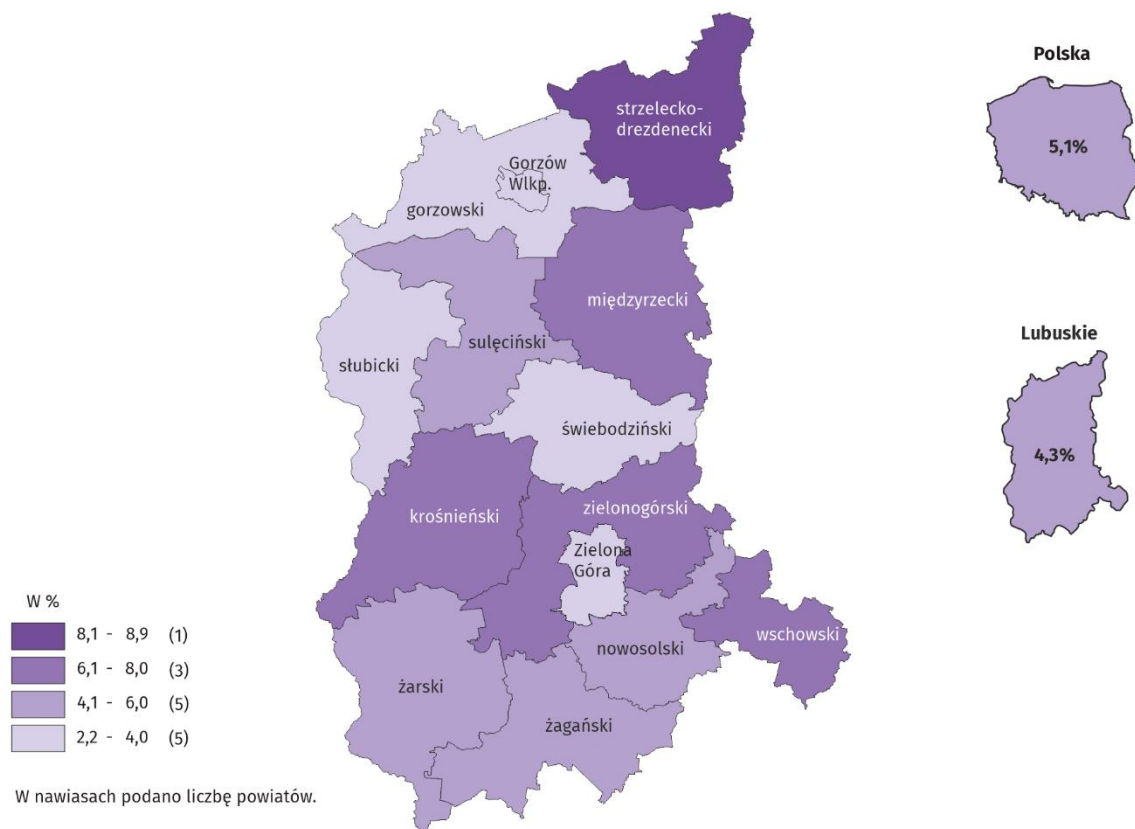 Polska
5,1%
Lubuskie
4,3%
strzelecko-
drezdenecki
Gorzów
Wlkp.
gorzowski
międzyrzecki
sulęciński
słubicki
świebodziński
krośnieński
zielonogórski
Zielona
Góra
wschowski
nowosolski
żarski
żagański
W %
8,1 - 8,9 (1)
6,1 - 8,0 (3)
4,1 - 6,0 (5)
2,2 - 4,0 (5)
W nawiasach podano liczbę powiatów.